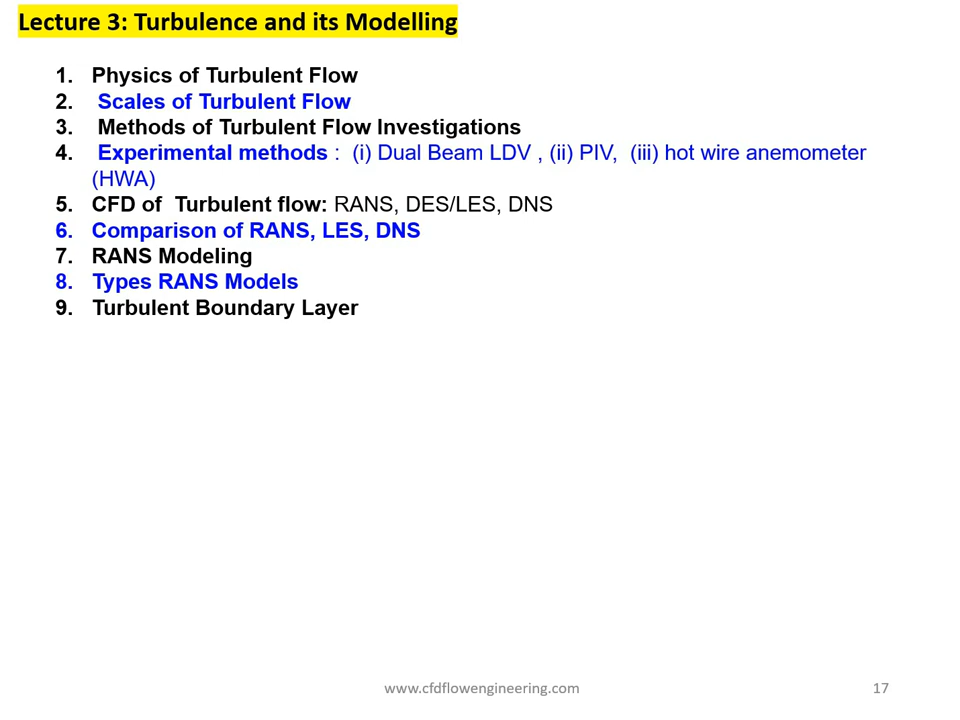 Lecture 3: Turbulence and its Modelling
1. Physics of Turbulent Flow
2. Scales of Turbulent Flow
3. Methods of Turbulent Flow Investigations
4. Experimental methods : (i) Dual Beam LDV , (ii) PIV, (iii) hot wire anemometer
(HWA)
5. CFD of Turbulent flow: RANS, DES/LES, DNS
6. Comparison of RANS, LES, DNS
7. RANS Modeling
8. Types RANS Models
9. Turbulent Boundary Layer
www.cfdflowengineering.com 17